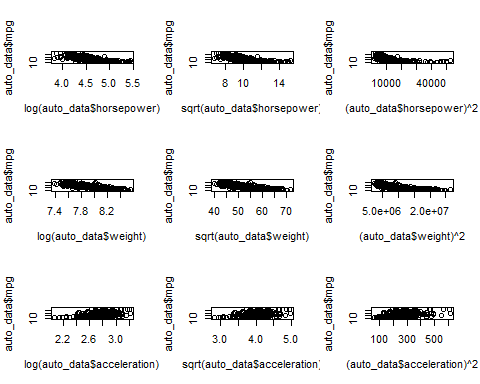 auto_data$mpg
10
4.0 4.5 5.0 5.5
log(auto_data$horsepower)
auto_data$mpg
10
8 10 14
sqrt(auto_data$horsepower)
auto_data$mpg
10
10000 40000
(auto_data$horsepower)^2
auto_data$mpg
10
7.4 7.8 8.2
log(auto_data$weight)
auto_data$mpg
10
40 50 60 70
sqrt(auto_data$weight)
auto_data$mpg
10
5.0e+06 2.0e+07
(auto_data$weight)^2
auto_data$mpg
10
2.2 2.6 3.0
log(auto_data$acceleration)
auto_data$mpg
10
3.0 4.0 5.0
sqrt(auto_data$acceleration)
auto_data$mpg
10
100 300 500
(auto_data$acceleration)^2